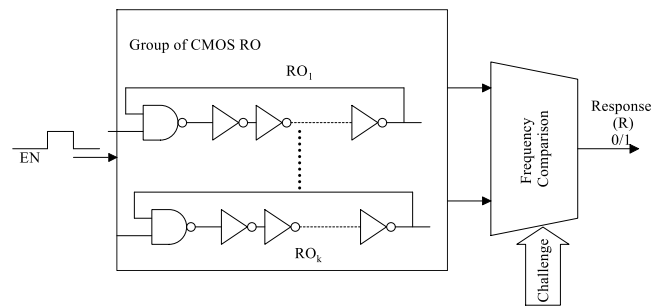 Group of CMOS RO
RO1
EN
ROk
Frequency
Comparison
Challenge
Response
(R)
0/1